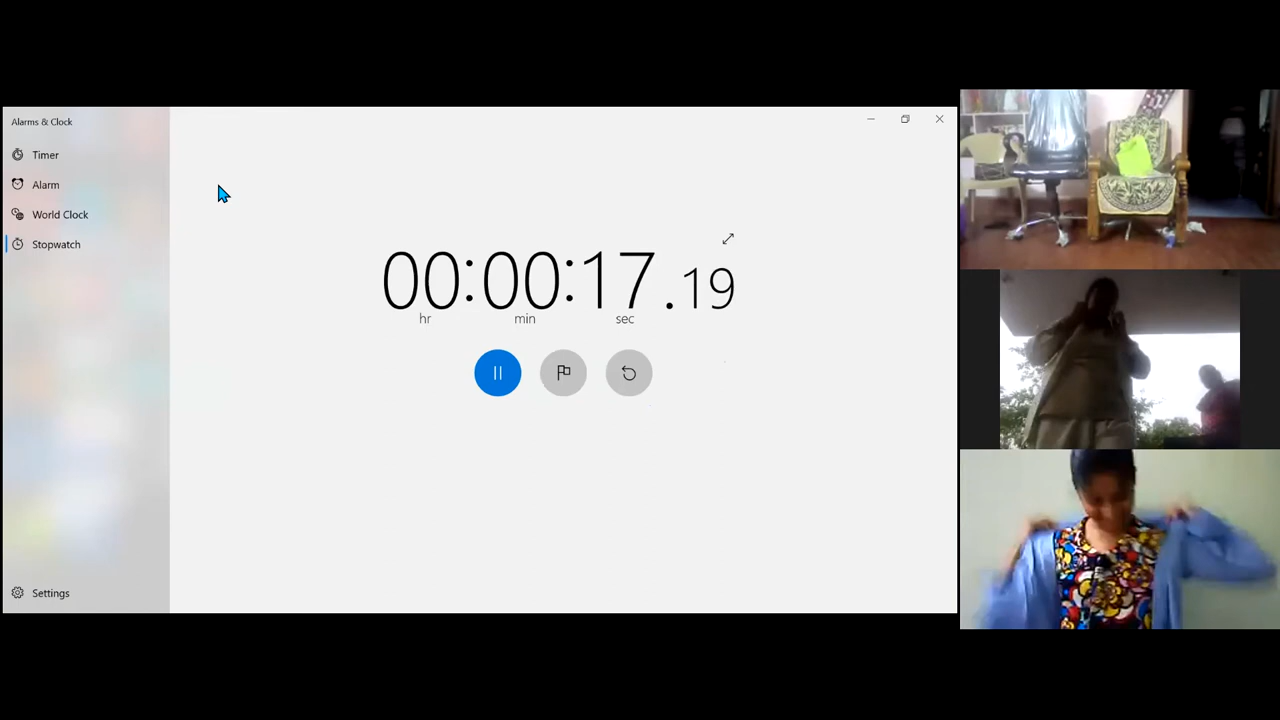 Alarms & Clock
Timer
Alarm
World Clock
Stopwatch
00:00:17.19
hr min sec
Settings